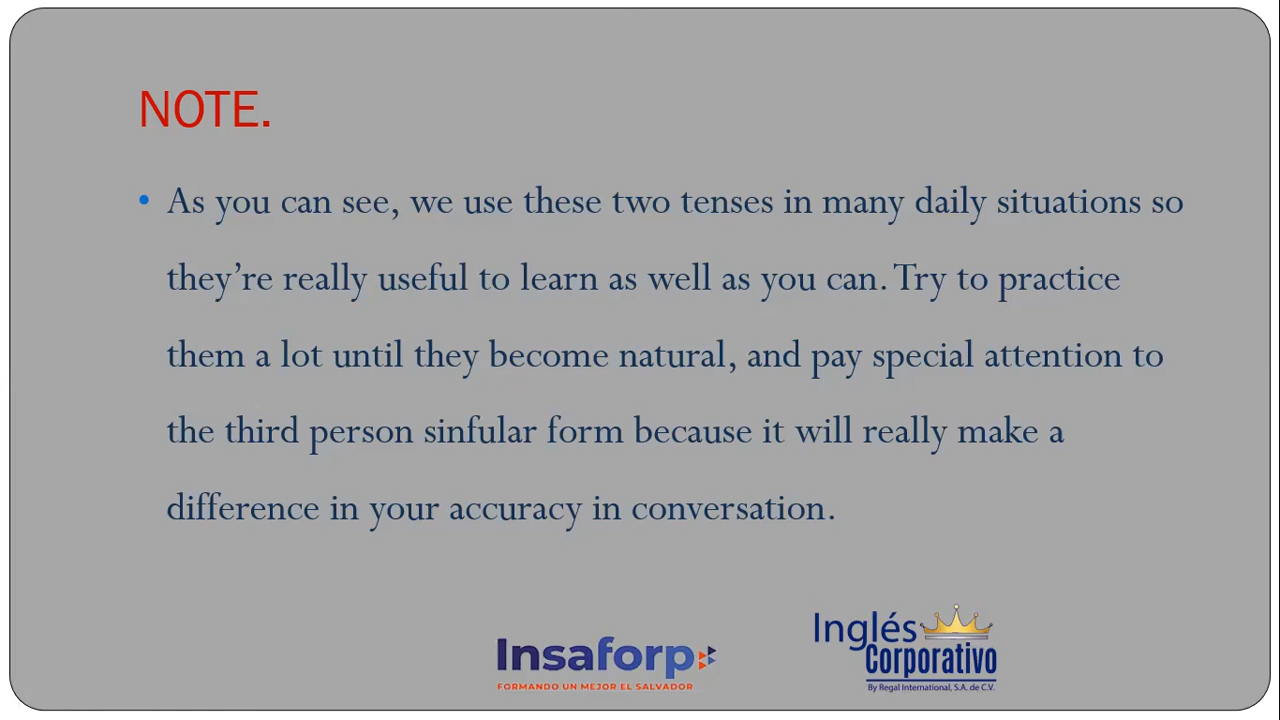 NOTE.
• As you can see, we use these two tenses in many daily situations so
they’re really useful to learn as well as you can. Try to practice
them a lot until they become natural, and pay special attention to
the third person sinfular form because it will really make a
difference in your accuracy in conversation.
Insaforp
FORMANDO UN MEJOR EL SALVADOR
Inglés
Corporativo
By Regal International, S.A. de C.V.